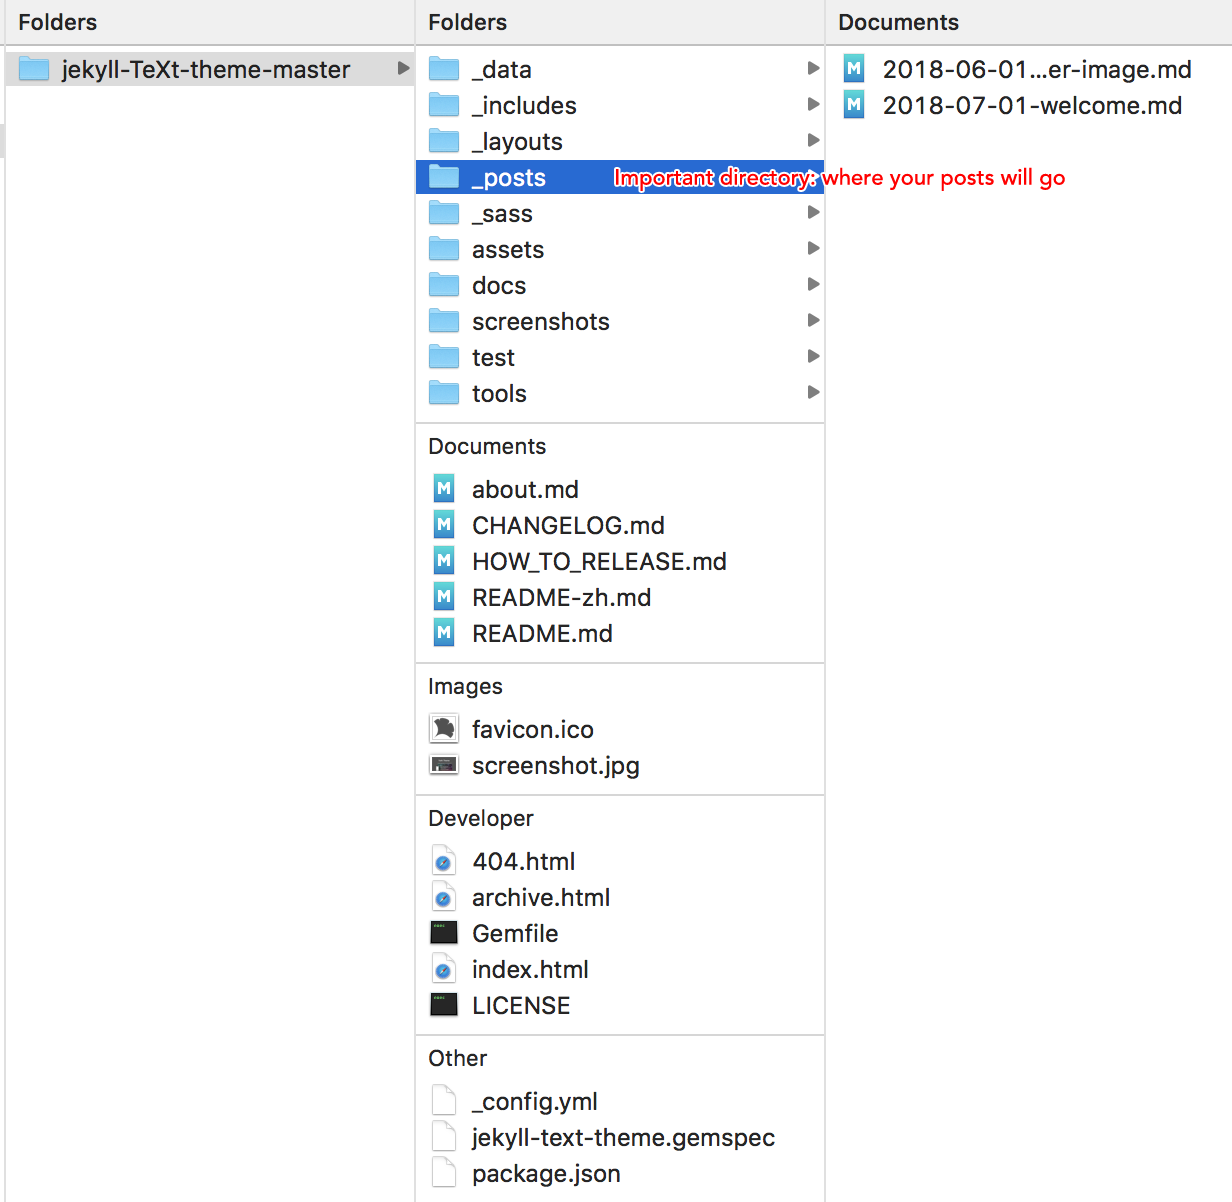 Folders
jekyll-TeXt-theme-master
Folders
_data
_includes
_layouts
_posts
Important directory: where your posts will go
_sass
assets
docs
screenshots
test
tools
Documents
about.md
CHANGELOG.md
HOW_TO_RELEASE.md
README-zh.md
README.md
Images
favicon.ico
screenshot.jpg
Developer
404.html
archive.html
Gemfile
index.html
LICENSE
Other
_config.yml
jekyll-text-theme.gemspec
package.json
Documents
2018-06-01...er-image.md
2018-07-01-welcome.md